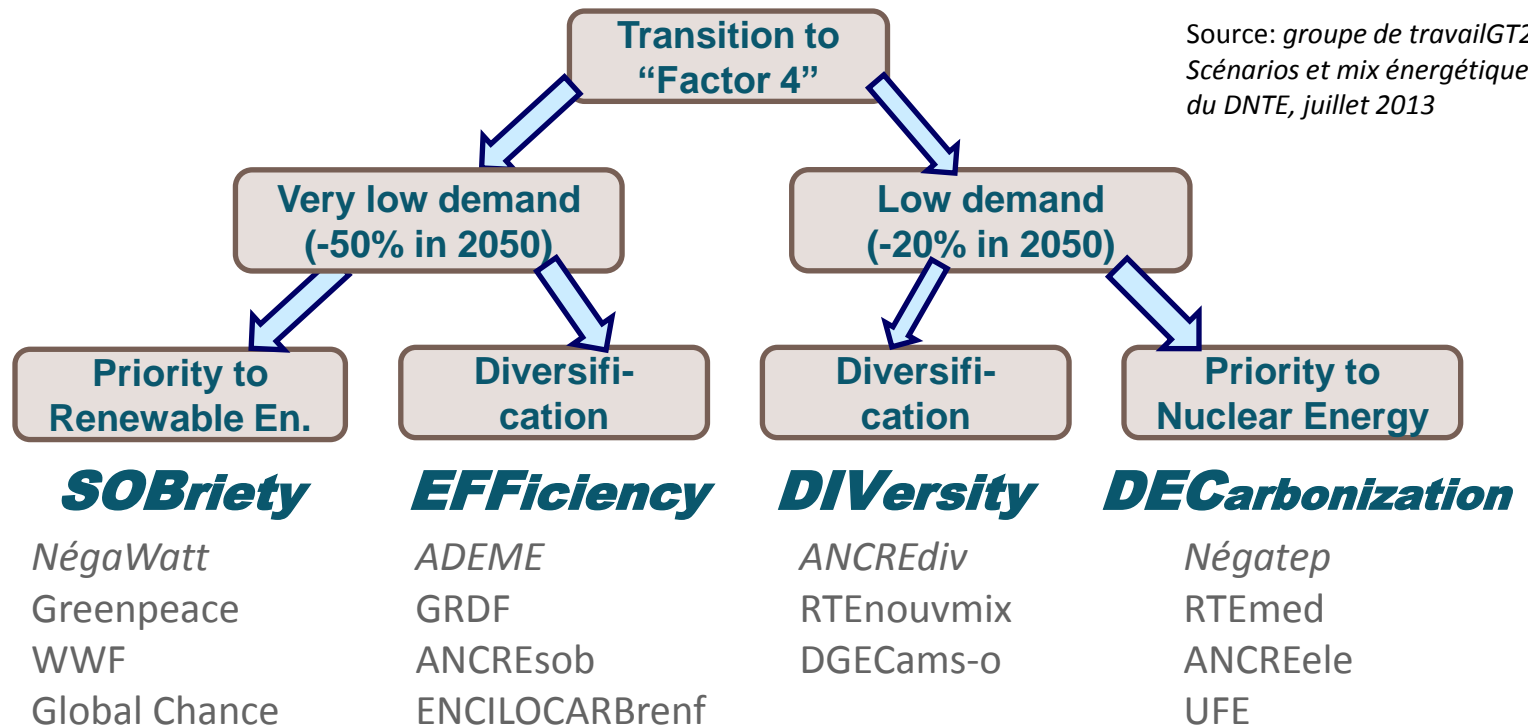 Transition to
“Factor 4”
Source: groupe de travailGT2
Scénarios et mix énergétique
du DNTE, juillet 2013
Very low demand
(-50% in 2050)
Low demand
(-20% in 2050)
Priority to
Renewable En.
Diversifi-
cation
Diversifi-
cation
Priority to
Nuclear Energy
SOBriety
EFFiciency
DIVersity
DECarbonization
NégaWatt
Greenpeace
WWF
Global Chance
ADEME
GRDF
ANCREsob
ENCILOCARBrenf
ANCREdiv
RTEnouvmix
DGECams-o
Négatep
RTEmed
ANCREele
UFE